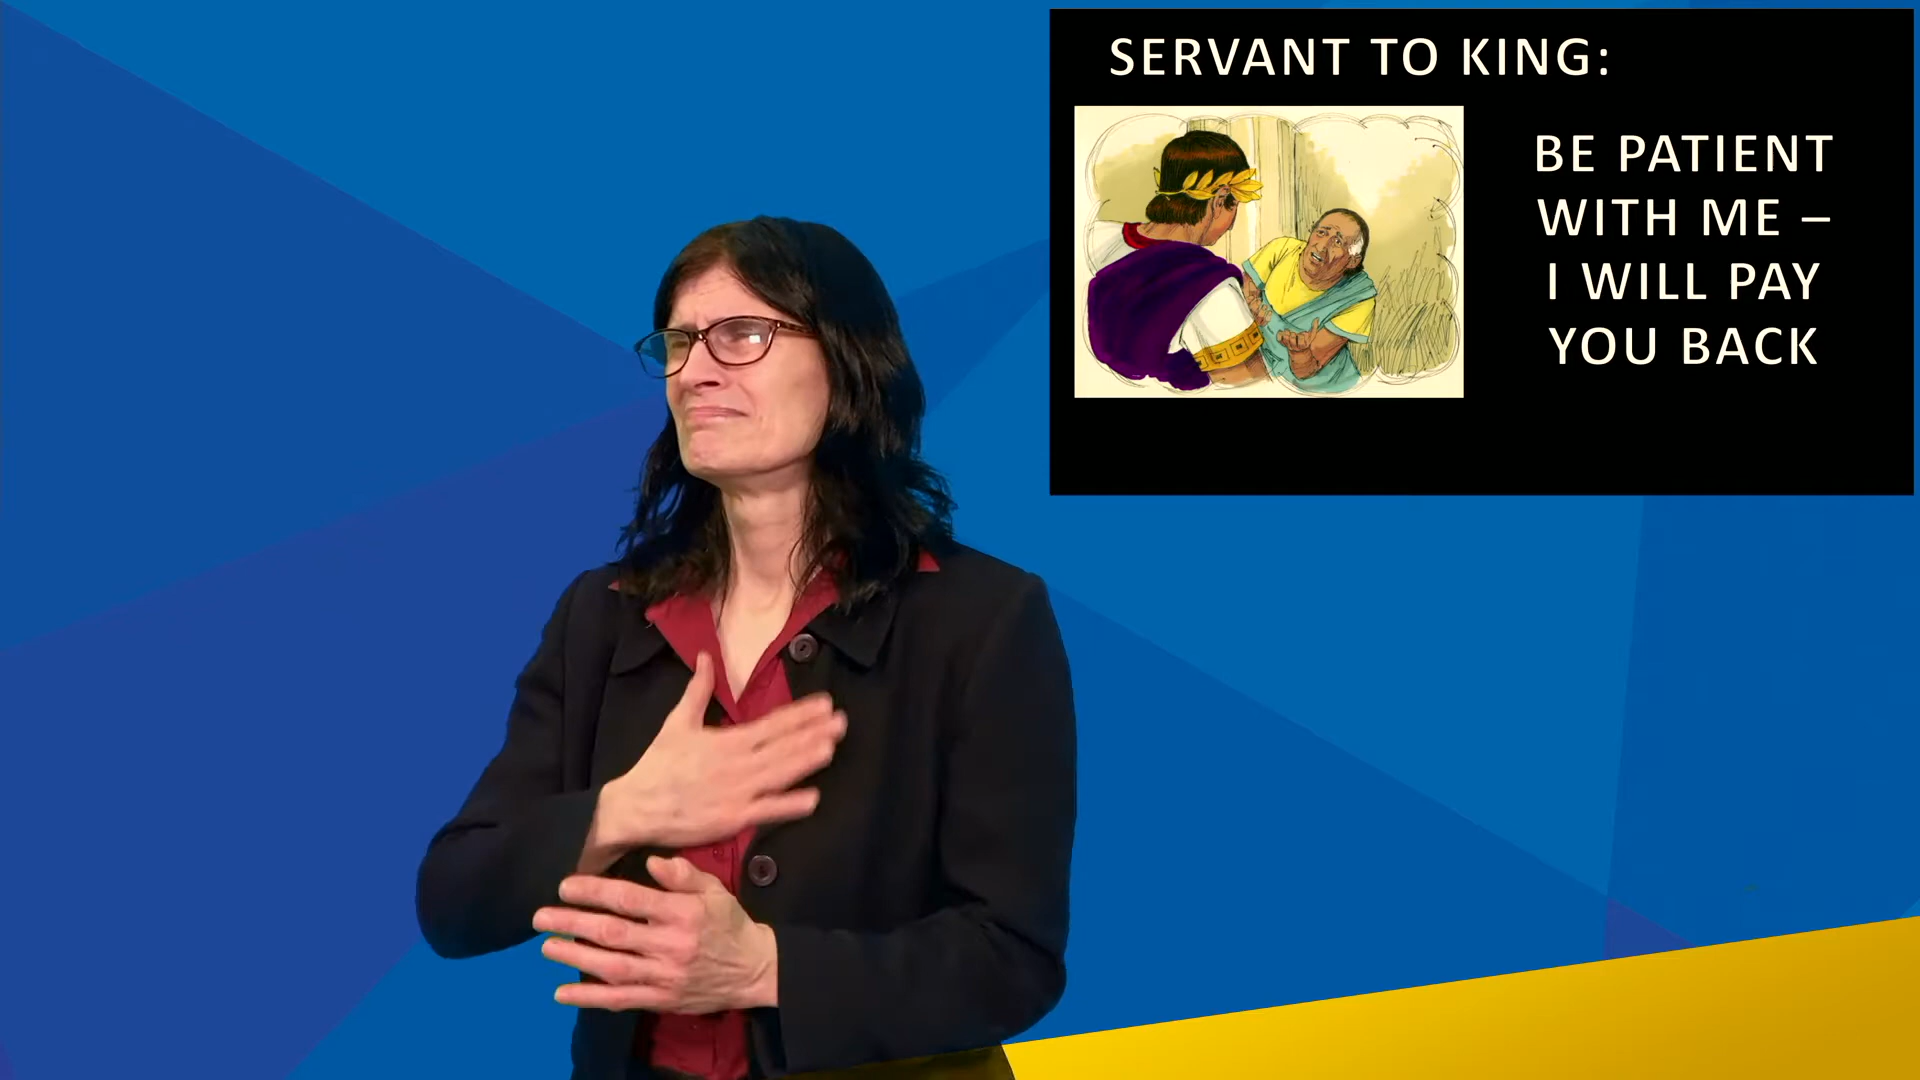 SERVANT TO KING:
BE PATIENT
WITH ME –
I WILL PAY
YOU BACK